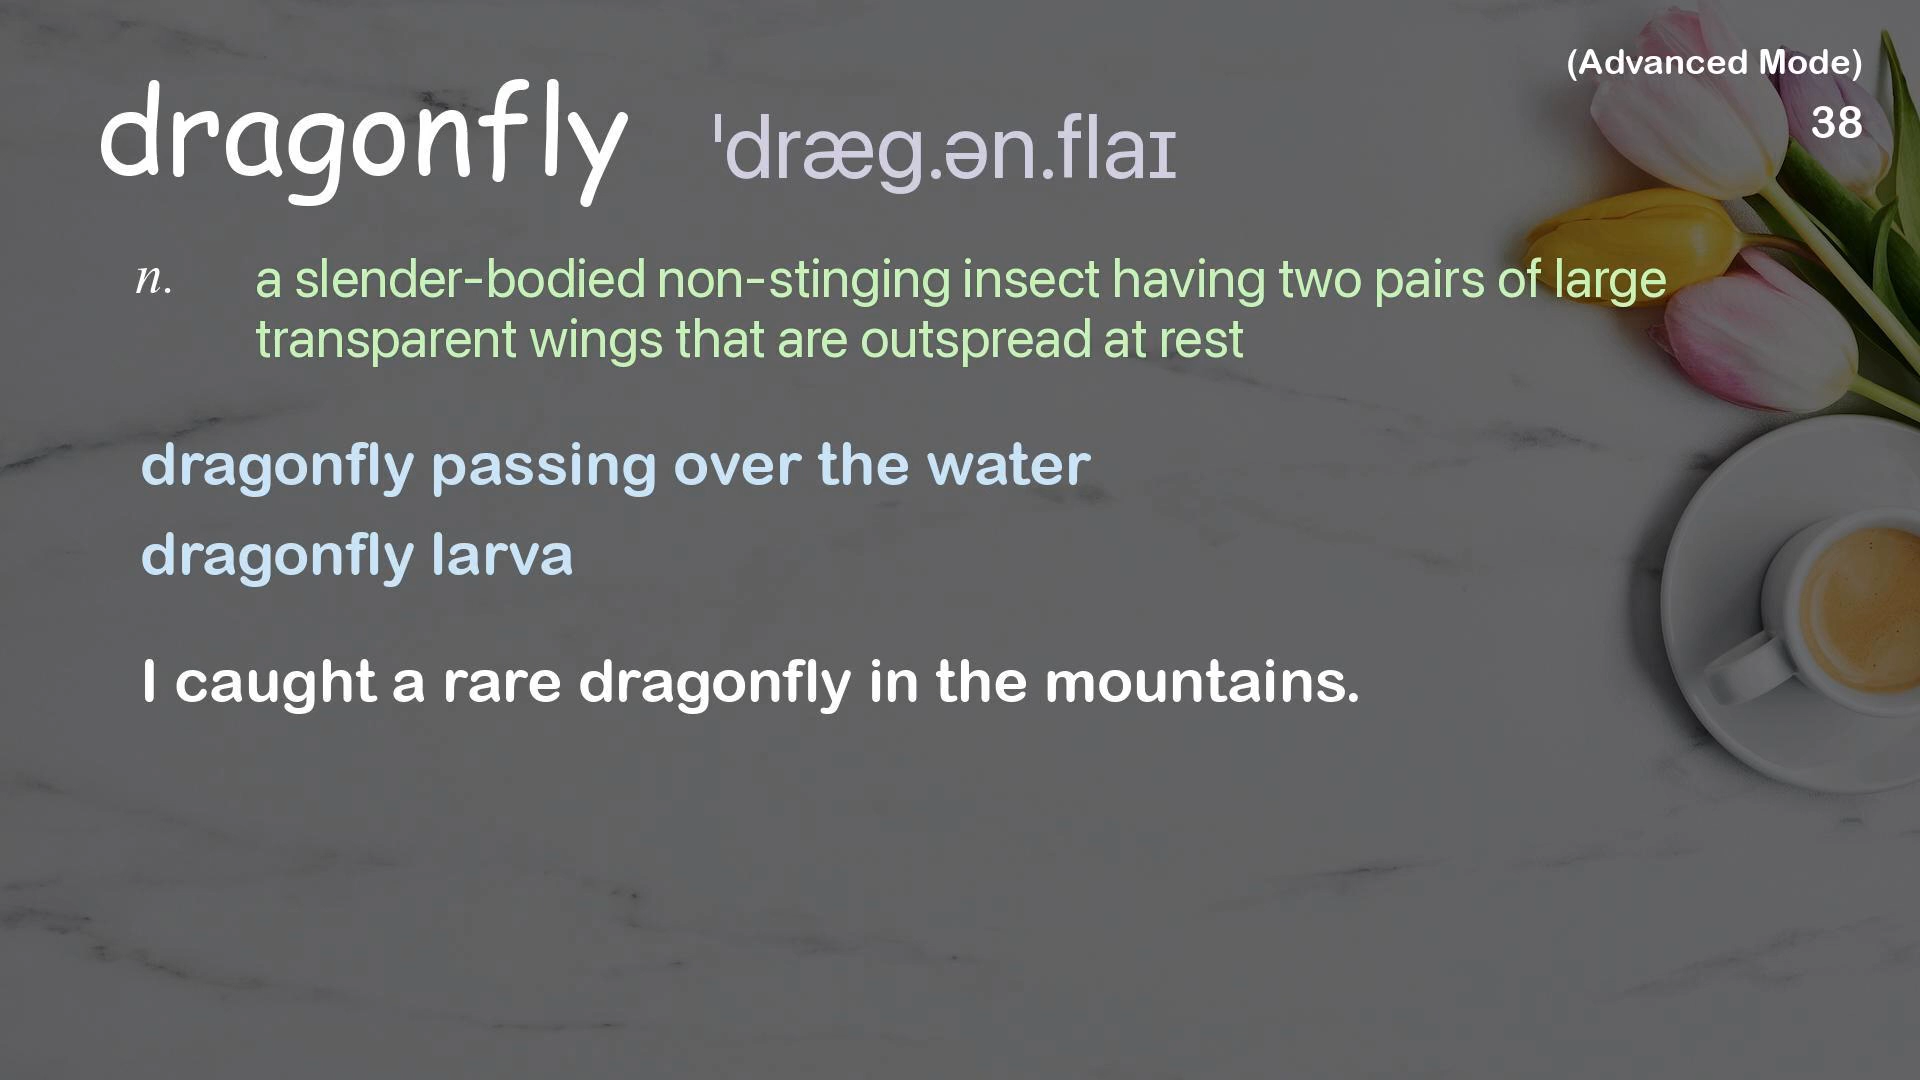 (Advanced Mode)
38
dragonfly ˈdræg.ən.flaɪ
n. a slender-bodied non-stinging insect having two pairs of large
transparent wings that are outspread at rest
dragonfly passing over the water
dragonfly larva
I caught a rare dragonfly in the mountains.